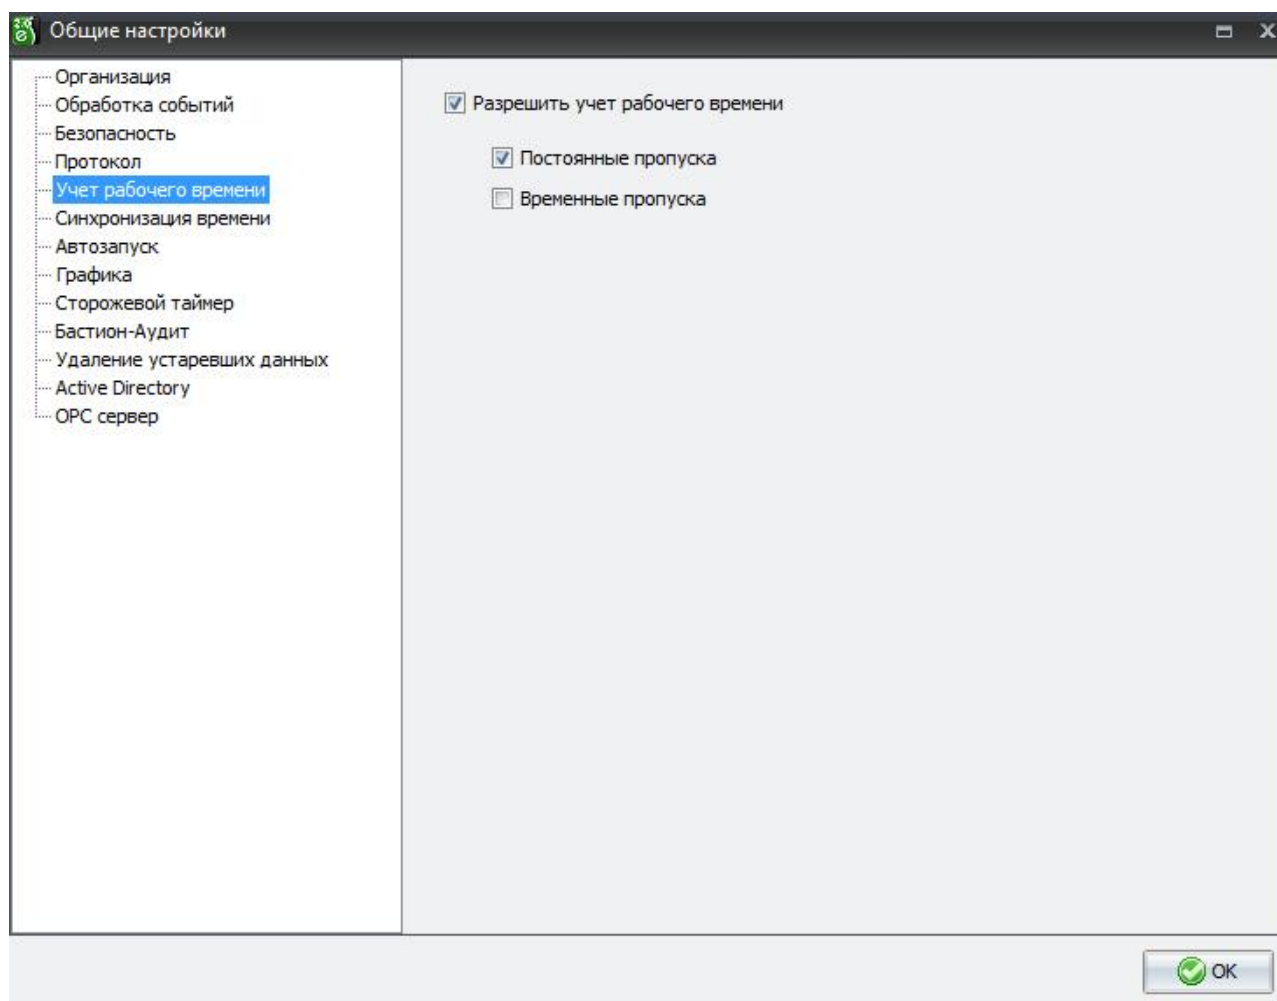 Общие настройки
Организация
Обработка событий
Безопасность
Протокол
Учет рабочего времени
Синхронизация времени
Автозапуск
Графика
Сторожевой таймер
Бастион-Аудит
Удаление устаревших данных
Active Directory
OPC сервер
Разрешить учет рабочего времени
Постоянные пропуска
Временные пропуска
OK